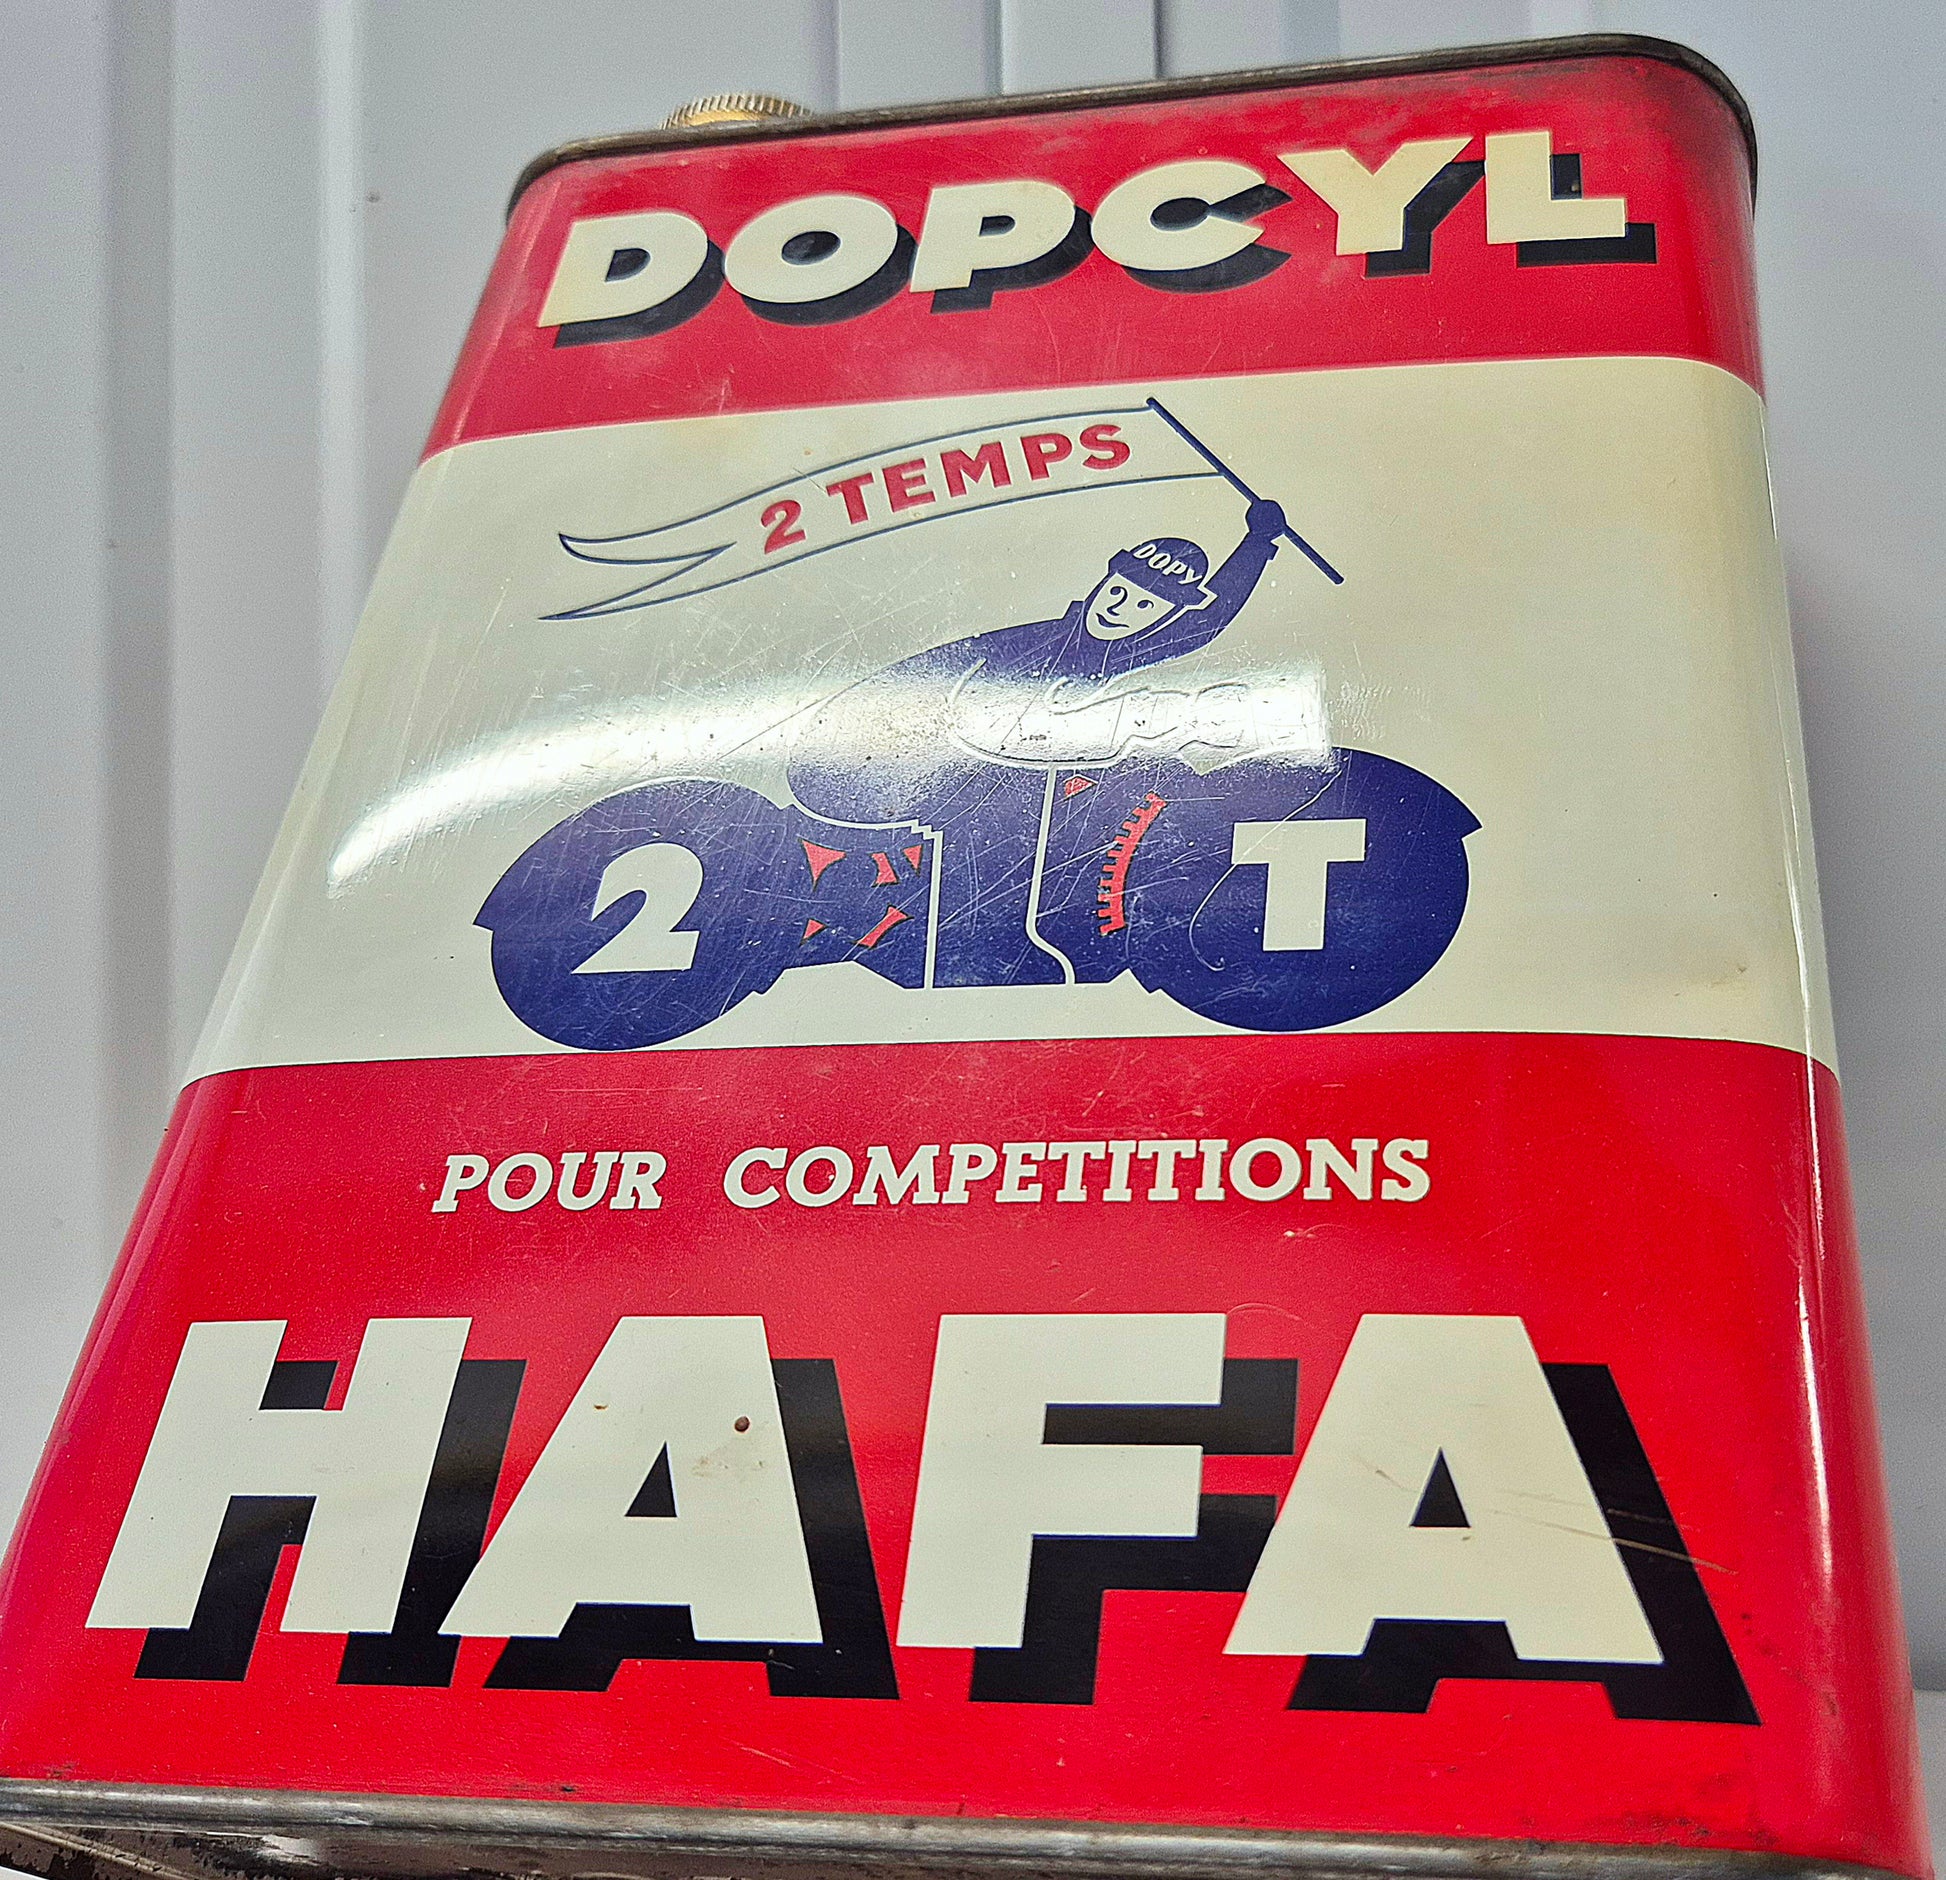 DOPCYL
2 TEMPS
DOPY
2 T
POUR COMPETITIONS
HAFA